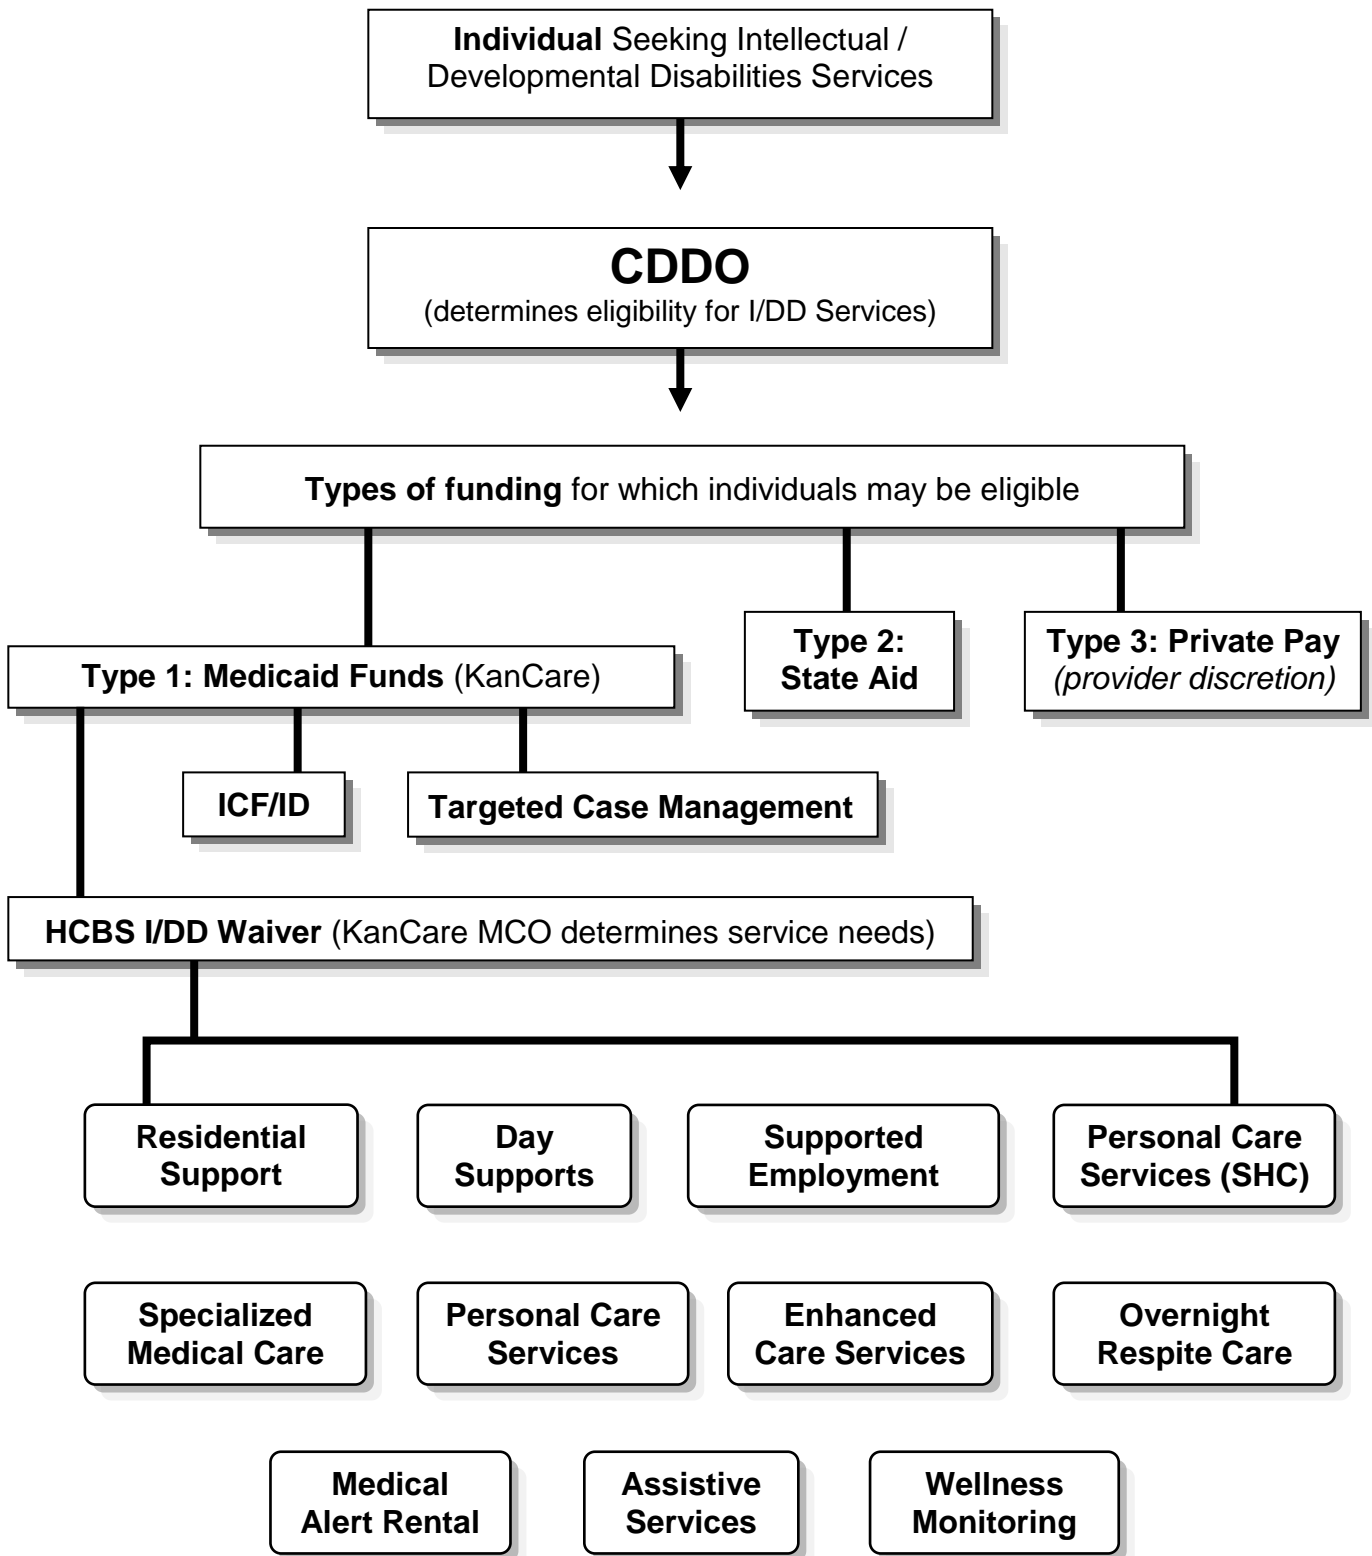 Individual Seeking Intellectual /
Developmental Disabilities Services
CDDO
(determines eligibility for I/DD Services)
Types of funding for which individuals may be eligible
Type 2:
State Aid
Type 3: Private Pay
(provider discretion)
Type 1: Medicaid Funds (KanCare)
ICF/ID
Targeted Case Management
HCBS I/DD Waiver (KanCare MCO determines service needs)
Residential
Support
Day
Supports
Supported
Employment
Personal Care
Services (SHC)
Specialized
Medical Care
Personal Care
Services
Enhanced
Care Services
Overnight
Respite Care
Medical
Alert Rental
Assistive
Services
Wellness
Monitoring